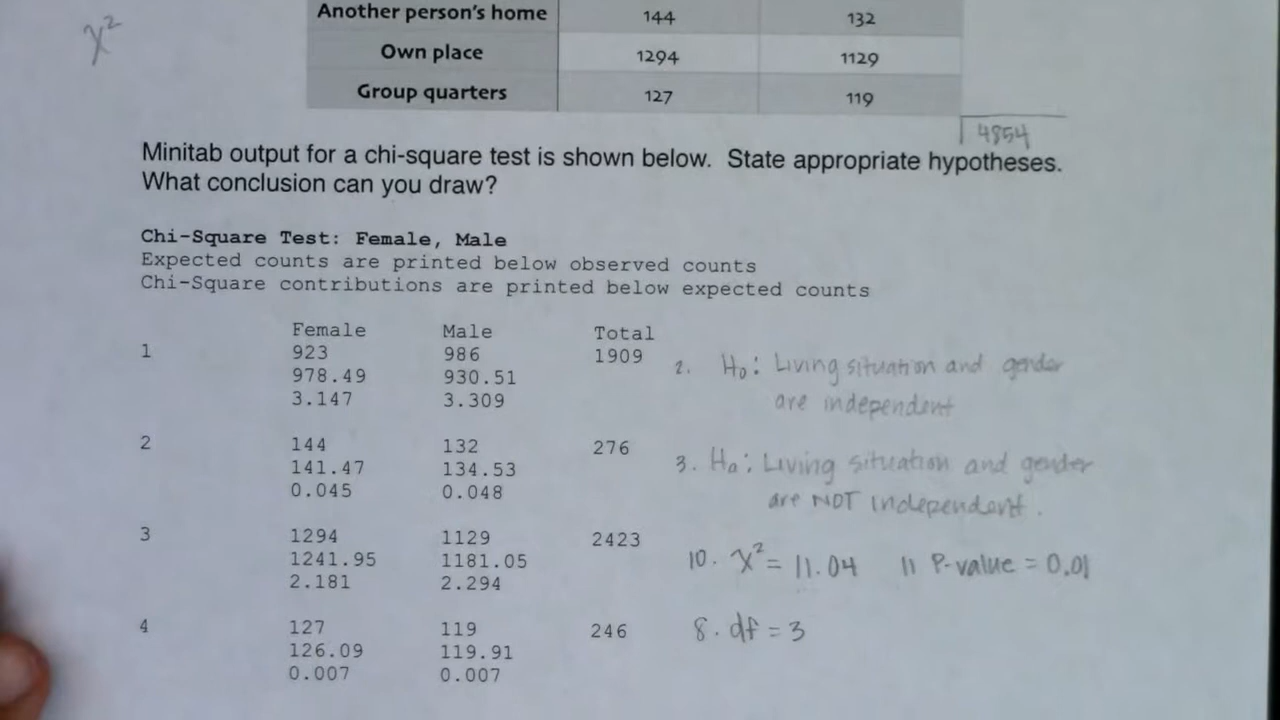 χ²
Another person's home 144 132
Own place 1294 1129
Group quarters 127 119
4854
Minitab output for a chi-square test is shown below. State appropriate hypotheses.
What conclusion can you draw?
Chi-Square Test: Female, Male
Expected counts are printed below observed counts
Chi-Square contributions are printed below expected counts
Female Male Total
1 923 986 1909
978.49 930.51
3.147 3.309
2. H₀: Living situation and gender
are independent
2 144 132 276
141.47 134.53
0.045 0.048
3. Hₐ: Living situation and gender
are NOT independent.
3 1294 1129 2423
1241.95 1181.05
2.181 2.294
10. χ² = 11.04 11 P-value = 0.01
4 127 119 246
126.09 119.91
0.007 0.007
8. df = 3